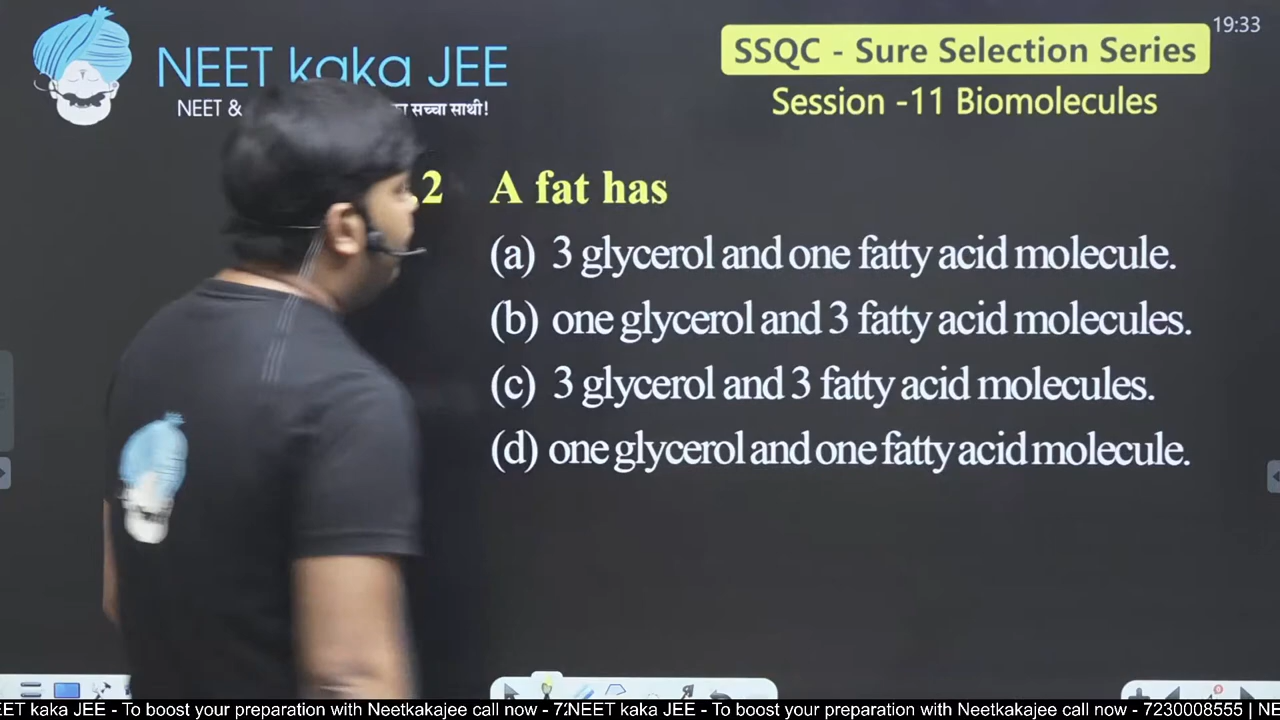 19:33
NEET kaka JEE
NEET & सच्चा साथी!
SSQC - Sure Selection Series
Session -11 Biomolecules
.2 A fat has
(a) 3 glycerol and one fatty acid molecule.
(b) one glycerol and 3 fatty acid molecules.
(c) 3 glycerol and 3 fatty acid molecules.
(d) one glycerol and one fatty acid molecule.
EET kaka JEE - To boost your preparation with Neetkakajee call now - 72NEET kaka JEE - To boost your preparation with Neetkakajee call now - 7230008555 | NE